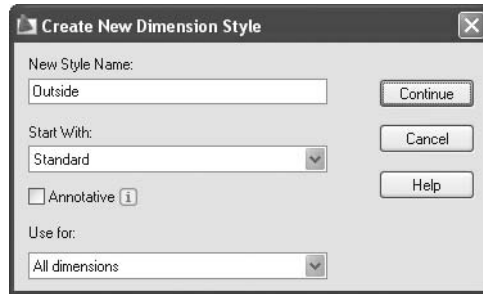 Create New Dimension Style
New Style Name:
Outside
Continue
Start With:
Standard
Cancel
Annotative
Help
Use for:
All dimensions